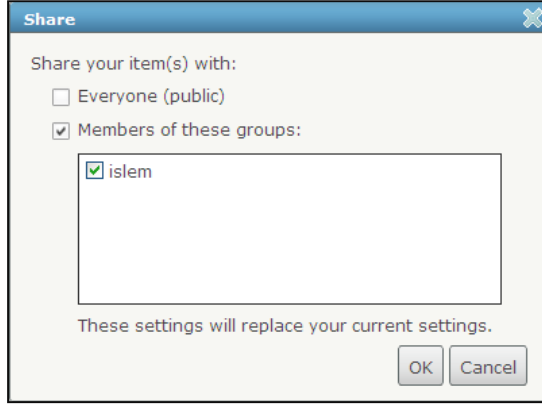 Share
Share your item(s) with:
Everyone (public)
Members of these groups:
islem
These settings will replace your current settings.
OK Cancel